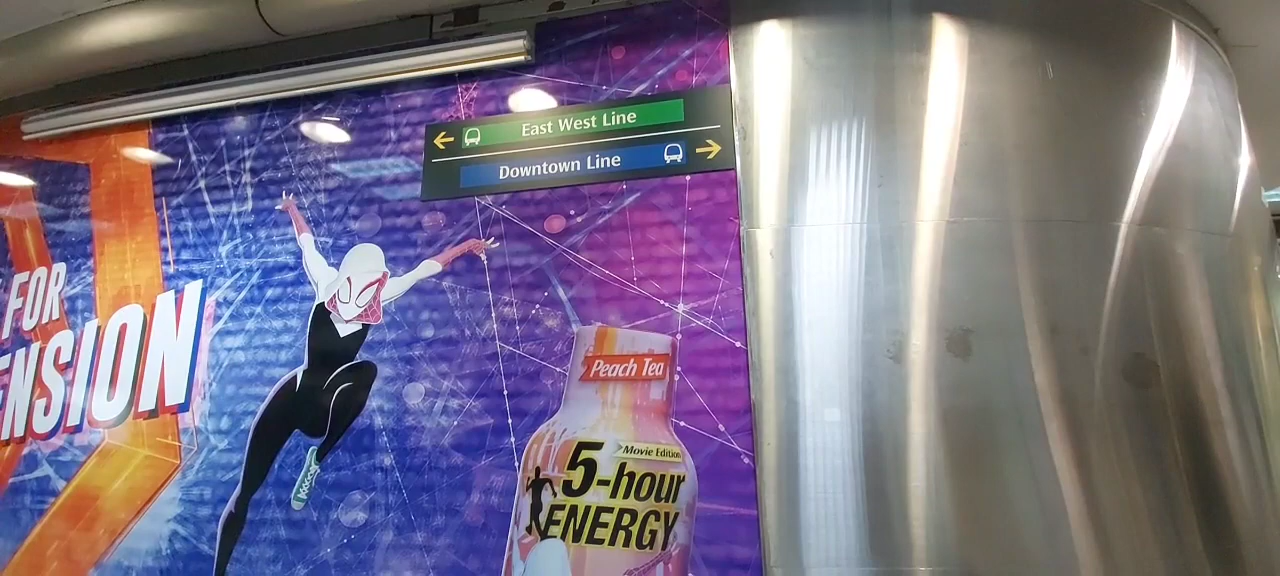 East West Line
Downtown Line
FOR
ENSION
Peach Tea
Movie Edition
5-hour
ENERGY